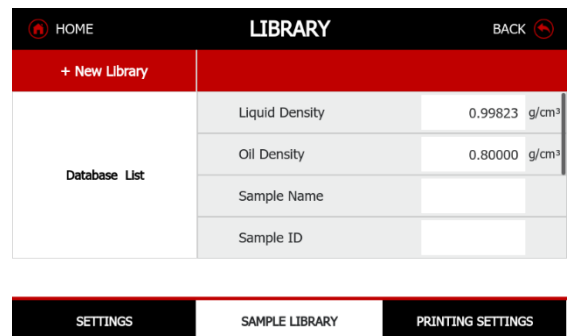 HOME LIBRARY BACK
+ New Library
Liquid Density 0.99823 g/cm³
Oil Density 0.80000 g/cm³
Database List
Sample Name
Sample ID
SETTINGS SAMPLE LIBRARY PRINTING SETTINGS